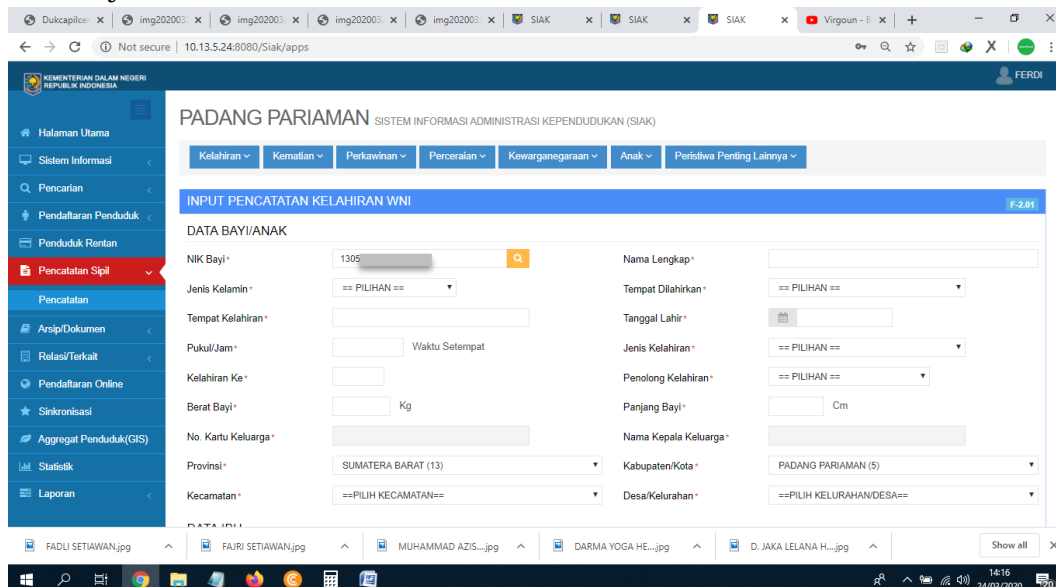 Dukcapilce
img202003
img202003
img202003
img202003
SIAK
SIAK
SIAK
Virgoun - B
Not secure | 10.13.5.24:8080/Siak/apps
KEMENTERIAN DALAM NEGERI
REPUBLIK INDONESIA
FERDI
PADANG PARIAMAN SISTEM INFORMASI ADMINISTRASI KEPENDUDUKAN (SIAK)
Halaman Utama
Sistem Informasi
Pencarian
Pendaftaran Penduduk
Penduduk Rentan
Pencatatan Sipil
Pencatatan
Arsip/Dokumen
Relasi/Terkait
Pendaftaran Online
Sinkronisasi
Aggregat Penduduk(GIS)
Statistik
Laporan
Kelahiran Kematian Perkawinan Perceraian Kewarganegaraan Anak Peristiwa Penting Lainnya
INPUT PENCATATAN KELAHIRAN WNI F-2.01
DATA BAYI/ANAK
NIK Bayi* 1305 Nama Lengkap*
Jenis Kelamin* == PILIHAN == Tempat Dilahirkan* == PILIHAN ==
Tempat Kelahiran* Tanggal Lahir*
Pukul/Jam* Waktu Setempat Jenis Kelahiran* == PILIHAN ==
Kelahiran Ke* Penolong Kelahiran* == PILIHAN ==
Berat Bayi* Kg Panjang Bayi* Cm
No. Kartu Keluarga* Nama Kepala Keluarga*
Provinsi* SUMATERA BARAT (13) Kabupaten/Kota* PADANG PARIAMAN (5)
Kecamatan* ==PILIH KECAMATAN== Desa/Kelurahan* ==PILIH KELURAHAN/DESA==
DATA IBU
FADLI SETIAWAN.jpg
FAJRI SETIAWAN.jpg
MUHAMMAD AZIS....jpg
DARMA YOGA HE....jpg
D. JAKA LELANA H....jpg
Show all
14:16
24/03/2020